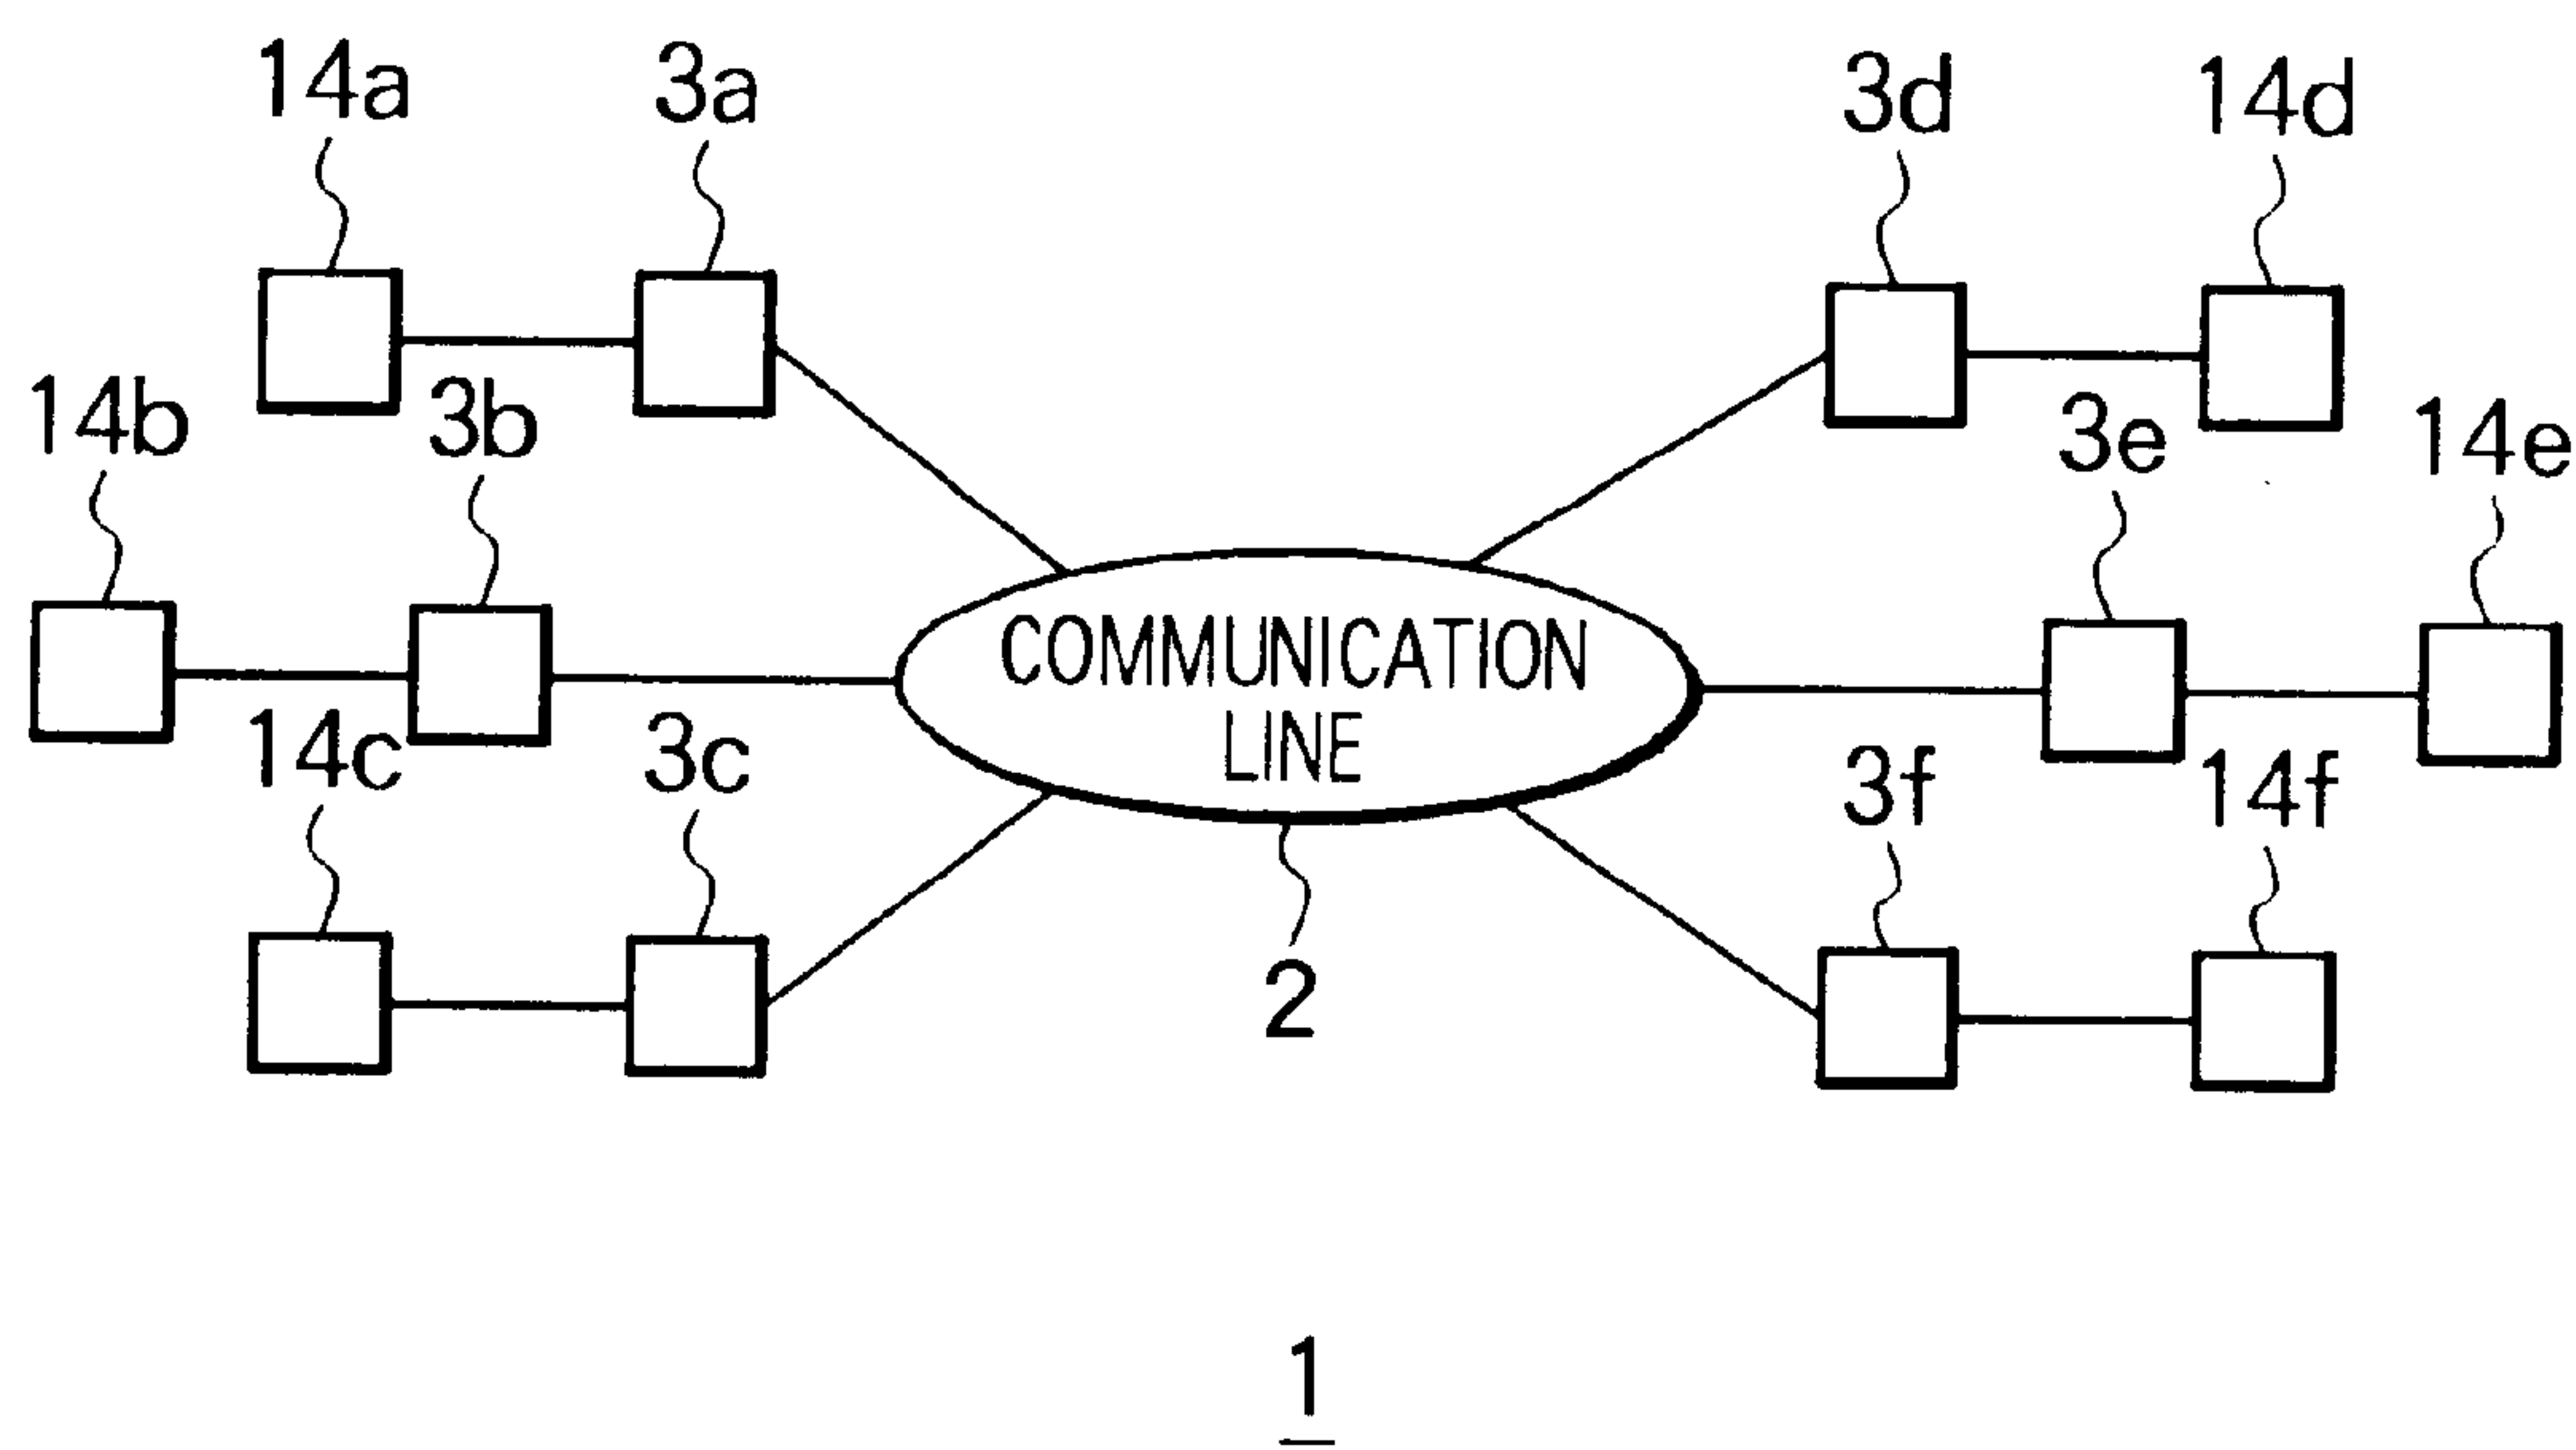 14a 3a 3d 14d
14b 3b 3e 14e
COMMUNICATION
LINE
14c 3c 3f 14f
2
1